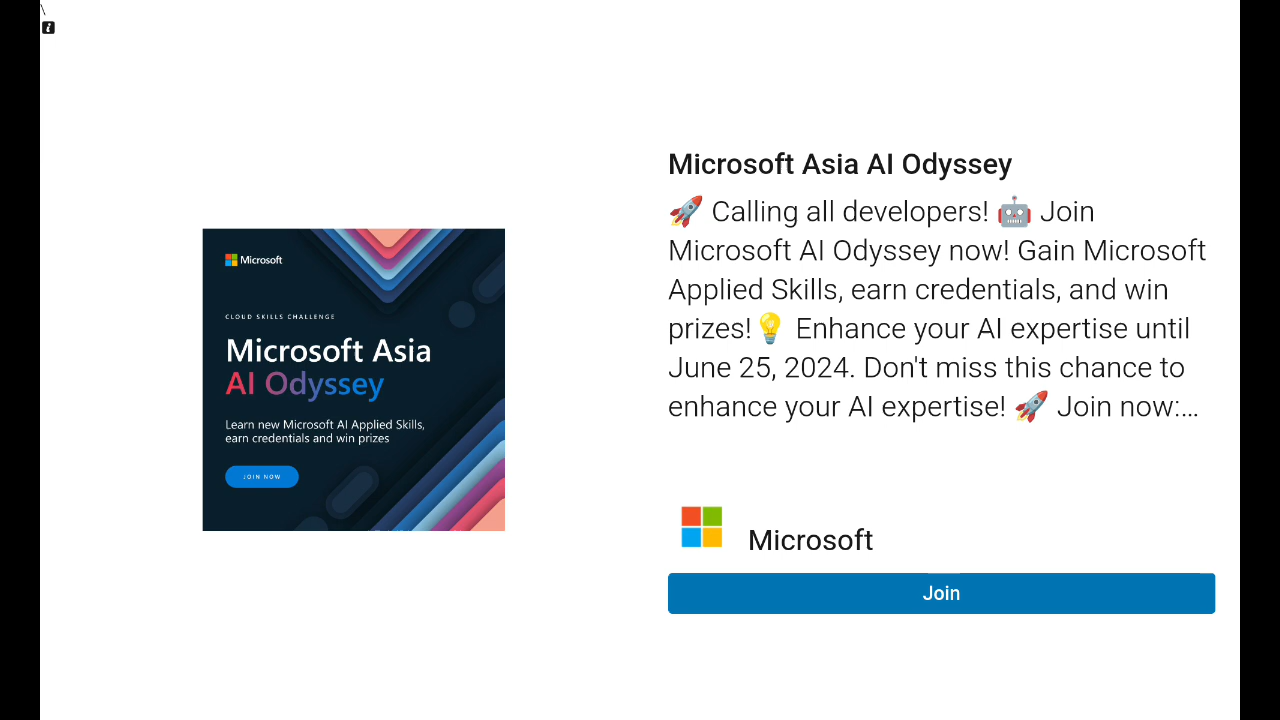 \
i
Microsoft
CLOUD SKILLS CHALLENGE
Microsoft Asia
AI Odyssey
Learn new Microsoft AI Applied Skills,
earn credentials and win prizes
JOIN NOW
Microsoft Asia AI Odyssey
🚀 Calling all developers! 🤖 Join
Microsoft AI Odyssey now! Gain Microsoft
Applied Skills, earn credentials, and win
prizes!💡 Enhance your AI expertise until
June 25, 2024. Don't miss this chance to
enhance your AI expertise! 🚀 Join now:...
Microsoft
Join